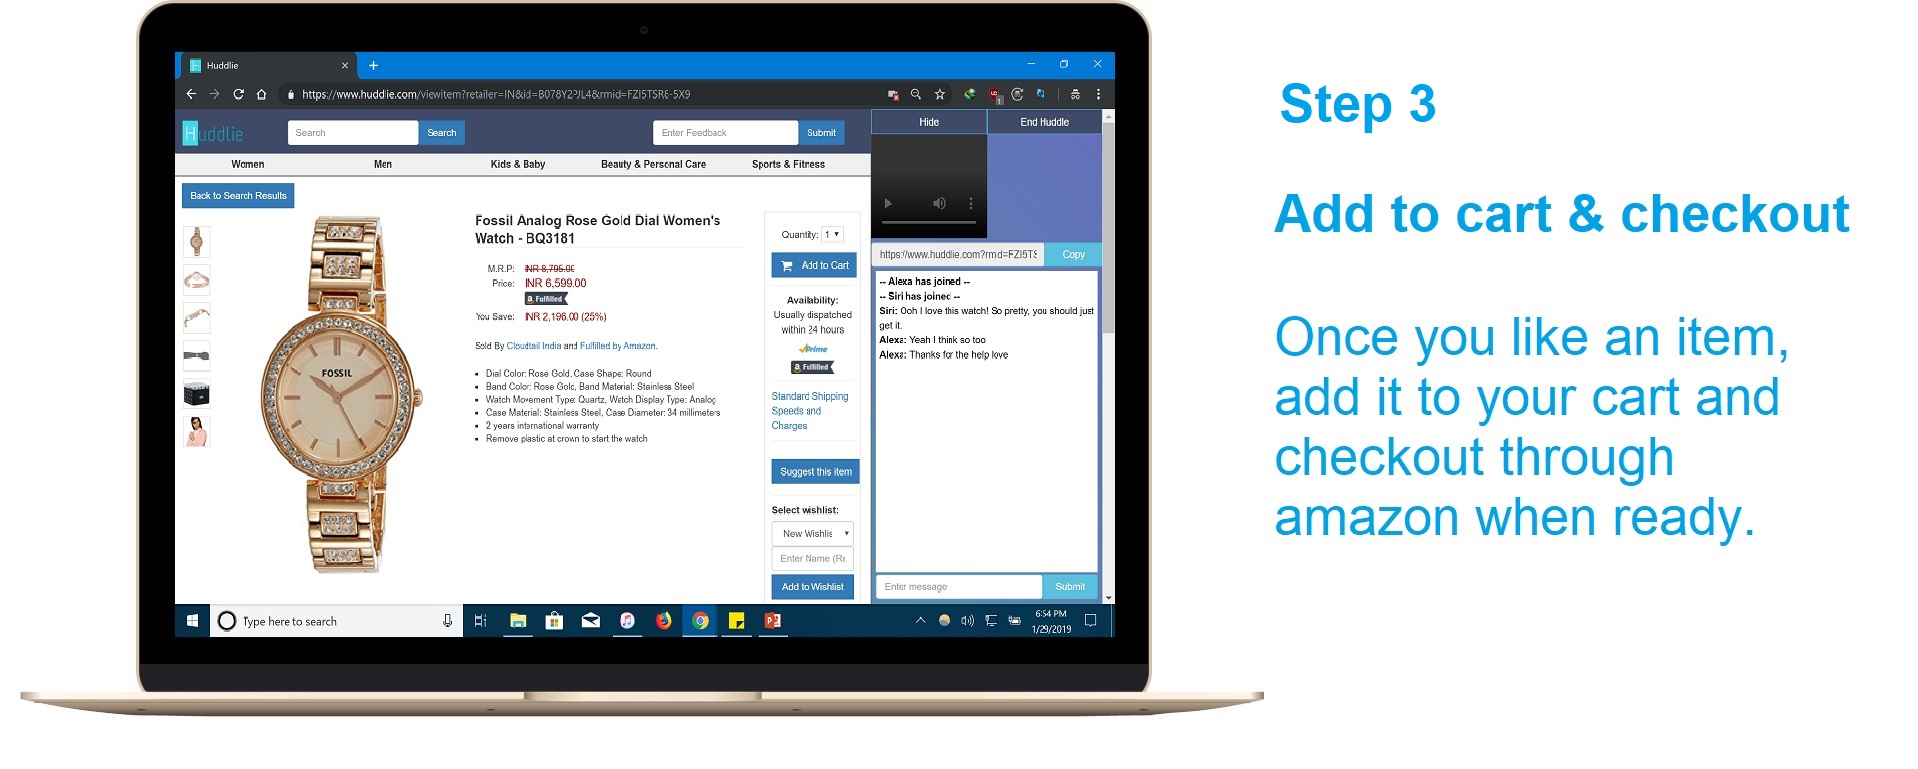 Huddlie
https://www.huddlie.com/viewitem?retailer=IN&id=B078Y2PJL4&rmid=FZI5TSR6-5X9
Huddlie
Search
Search
Enter Feedback
Submit
Hide
End Huddle
Women
Men
Kids & Baby
Beauty & Personal Care
Sports & Fitness
Back to Search Results
FOSSIL
Fossil Analog Rose Gold Dial Women's
Watch - BQ3181
M.R.P: INR 8,795.00
Price: INR 6,599.00
a Fulfilled
You Save: INR 2,196.00 (25%)
Sold By Cloudtail India and Fulfilled by Amazon.
Dial Color: Rose Gold, Case Shape: Round
Band Color: Rose Gold, Band Material: Stainless Steel
Watch Movement Type: Quartz, Watch Display Type: Analog
Case Material: Stainless Steel, Case Diameter: 34 millimeters
2 years international warranty
Remove plastic at crown to start the watch
Quantity: 1
Add to Cart
Availability:
Usually dispatched
within 24 hours
Prime
a Fulfilled
Standard Shipping
Speeds and
Charges
Suggest this item
Select wishlist:
New Wishlis
Enter Name (Re
Add to Wishlist
https://www.huddlie.com?rmid=FZI5TS
Copy
-- Alexa has joined --
-- Siri has joined --
Siri: Ooh I love this watch! So pretty, you should just
get it.
Alexa: Yeah I think so too
Alexa: Thanks for the help love
Enter message
Submit
Type here to search
6:54 PM
1/29/2019
Step 3
Add to cart & checkout
Once you like an item,
add it to your cart and
checkout through
amazon when ready.